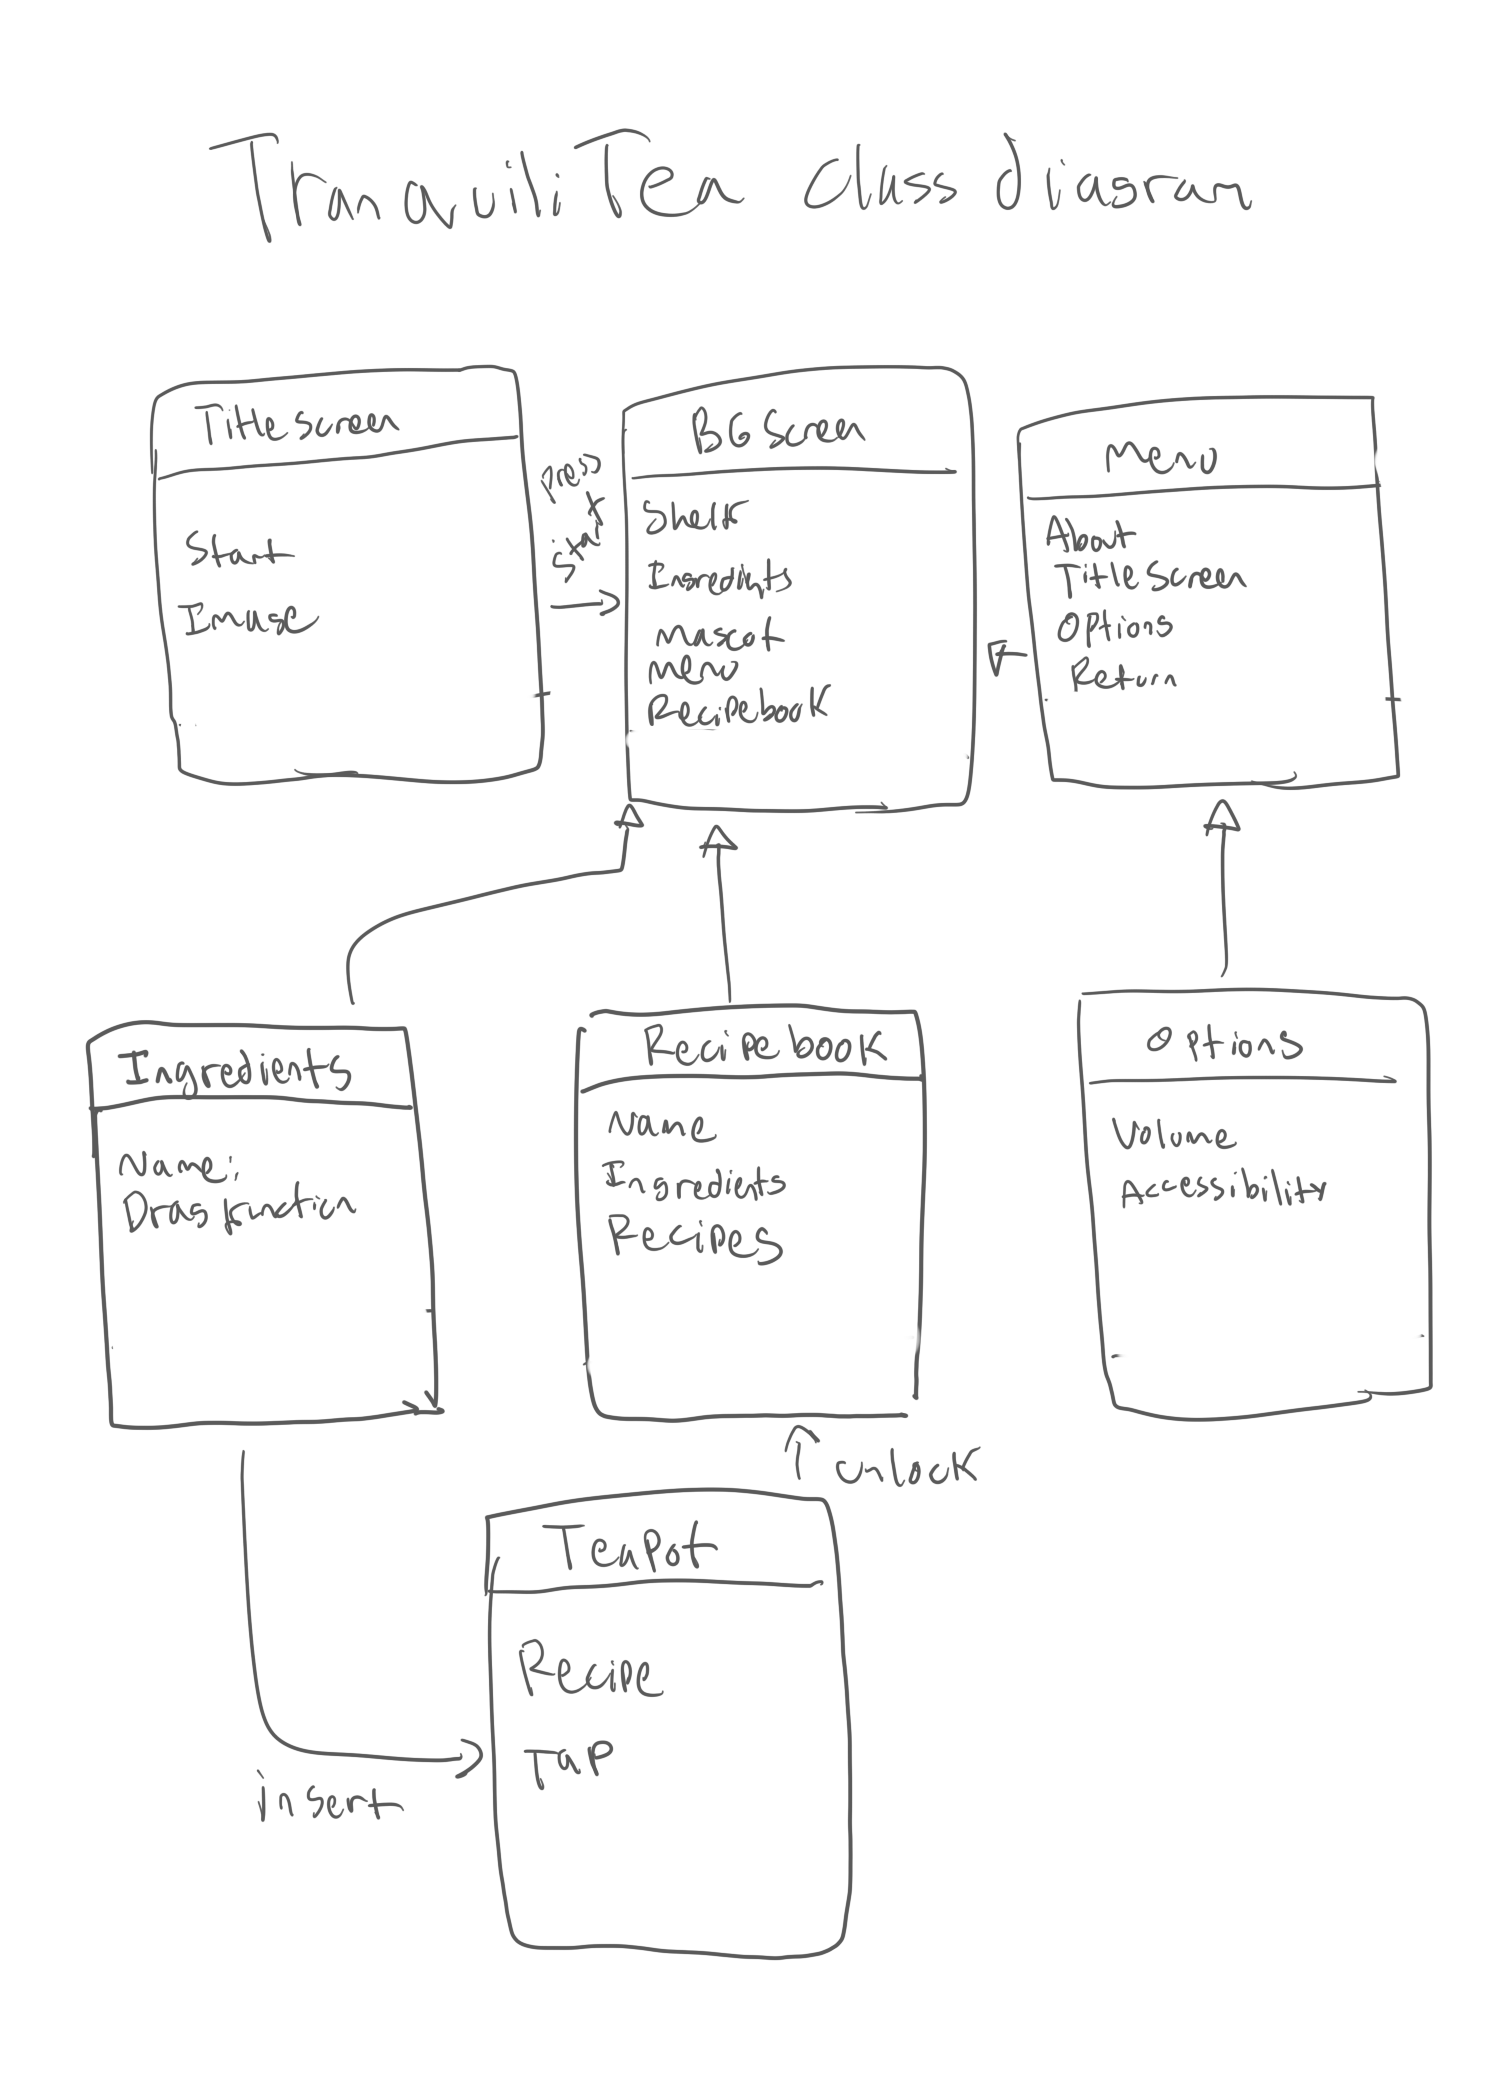 TranquiliTea class diagram
Title screen
Start
Image
press
start
BG Screen
Shelf
Ingredients
Mascot
Menu
Recipebook
Menu
About
Title Screen
Options
Return
Ingredients
Name:
Drag function
Recipe book
Name
Ingredients
Recipes
Options
Volume
Accessibility
unlock
Teapot
Recipe
Tap
insert